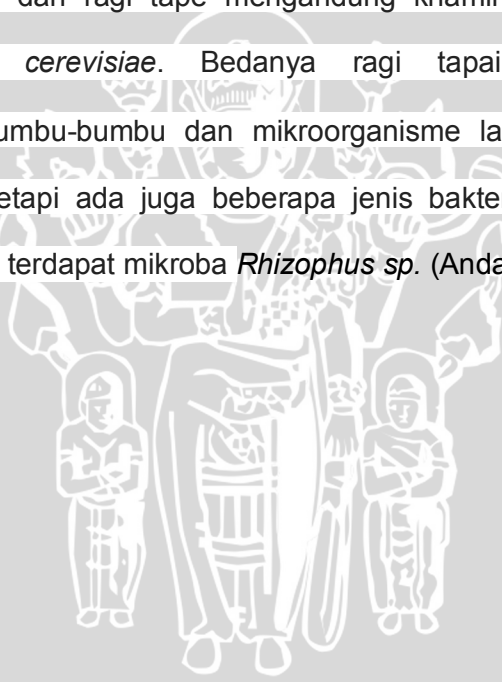 dan ragi tape mengandung khamir
cerevisiae. Bedanya ragi tapai
umbu-bumbu dan mikroorganisme la
etapi ada juga beberapa jenis bakte
terdapat mikroba Rhizophus sp. (Anda